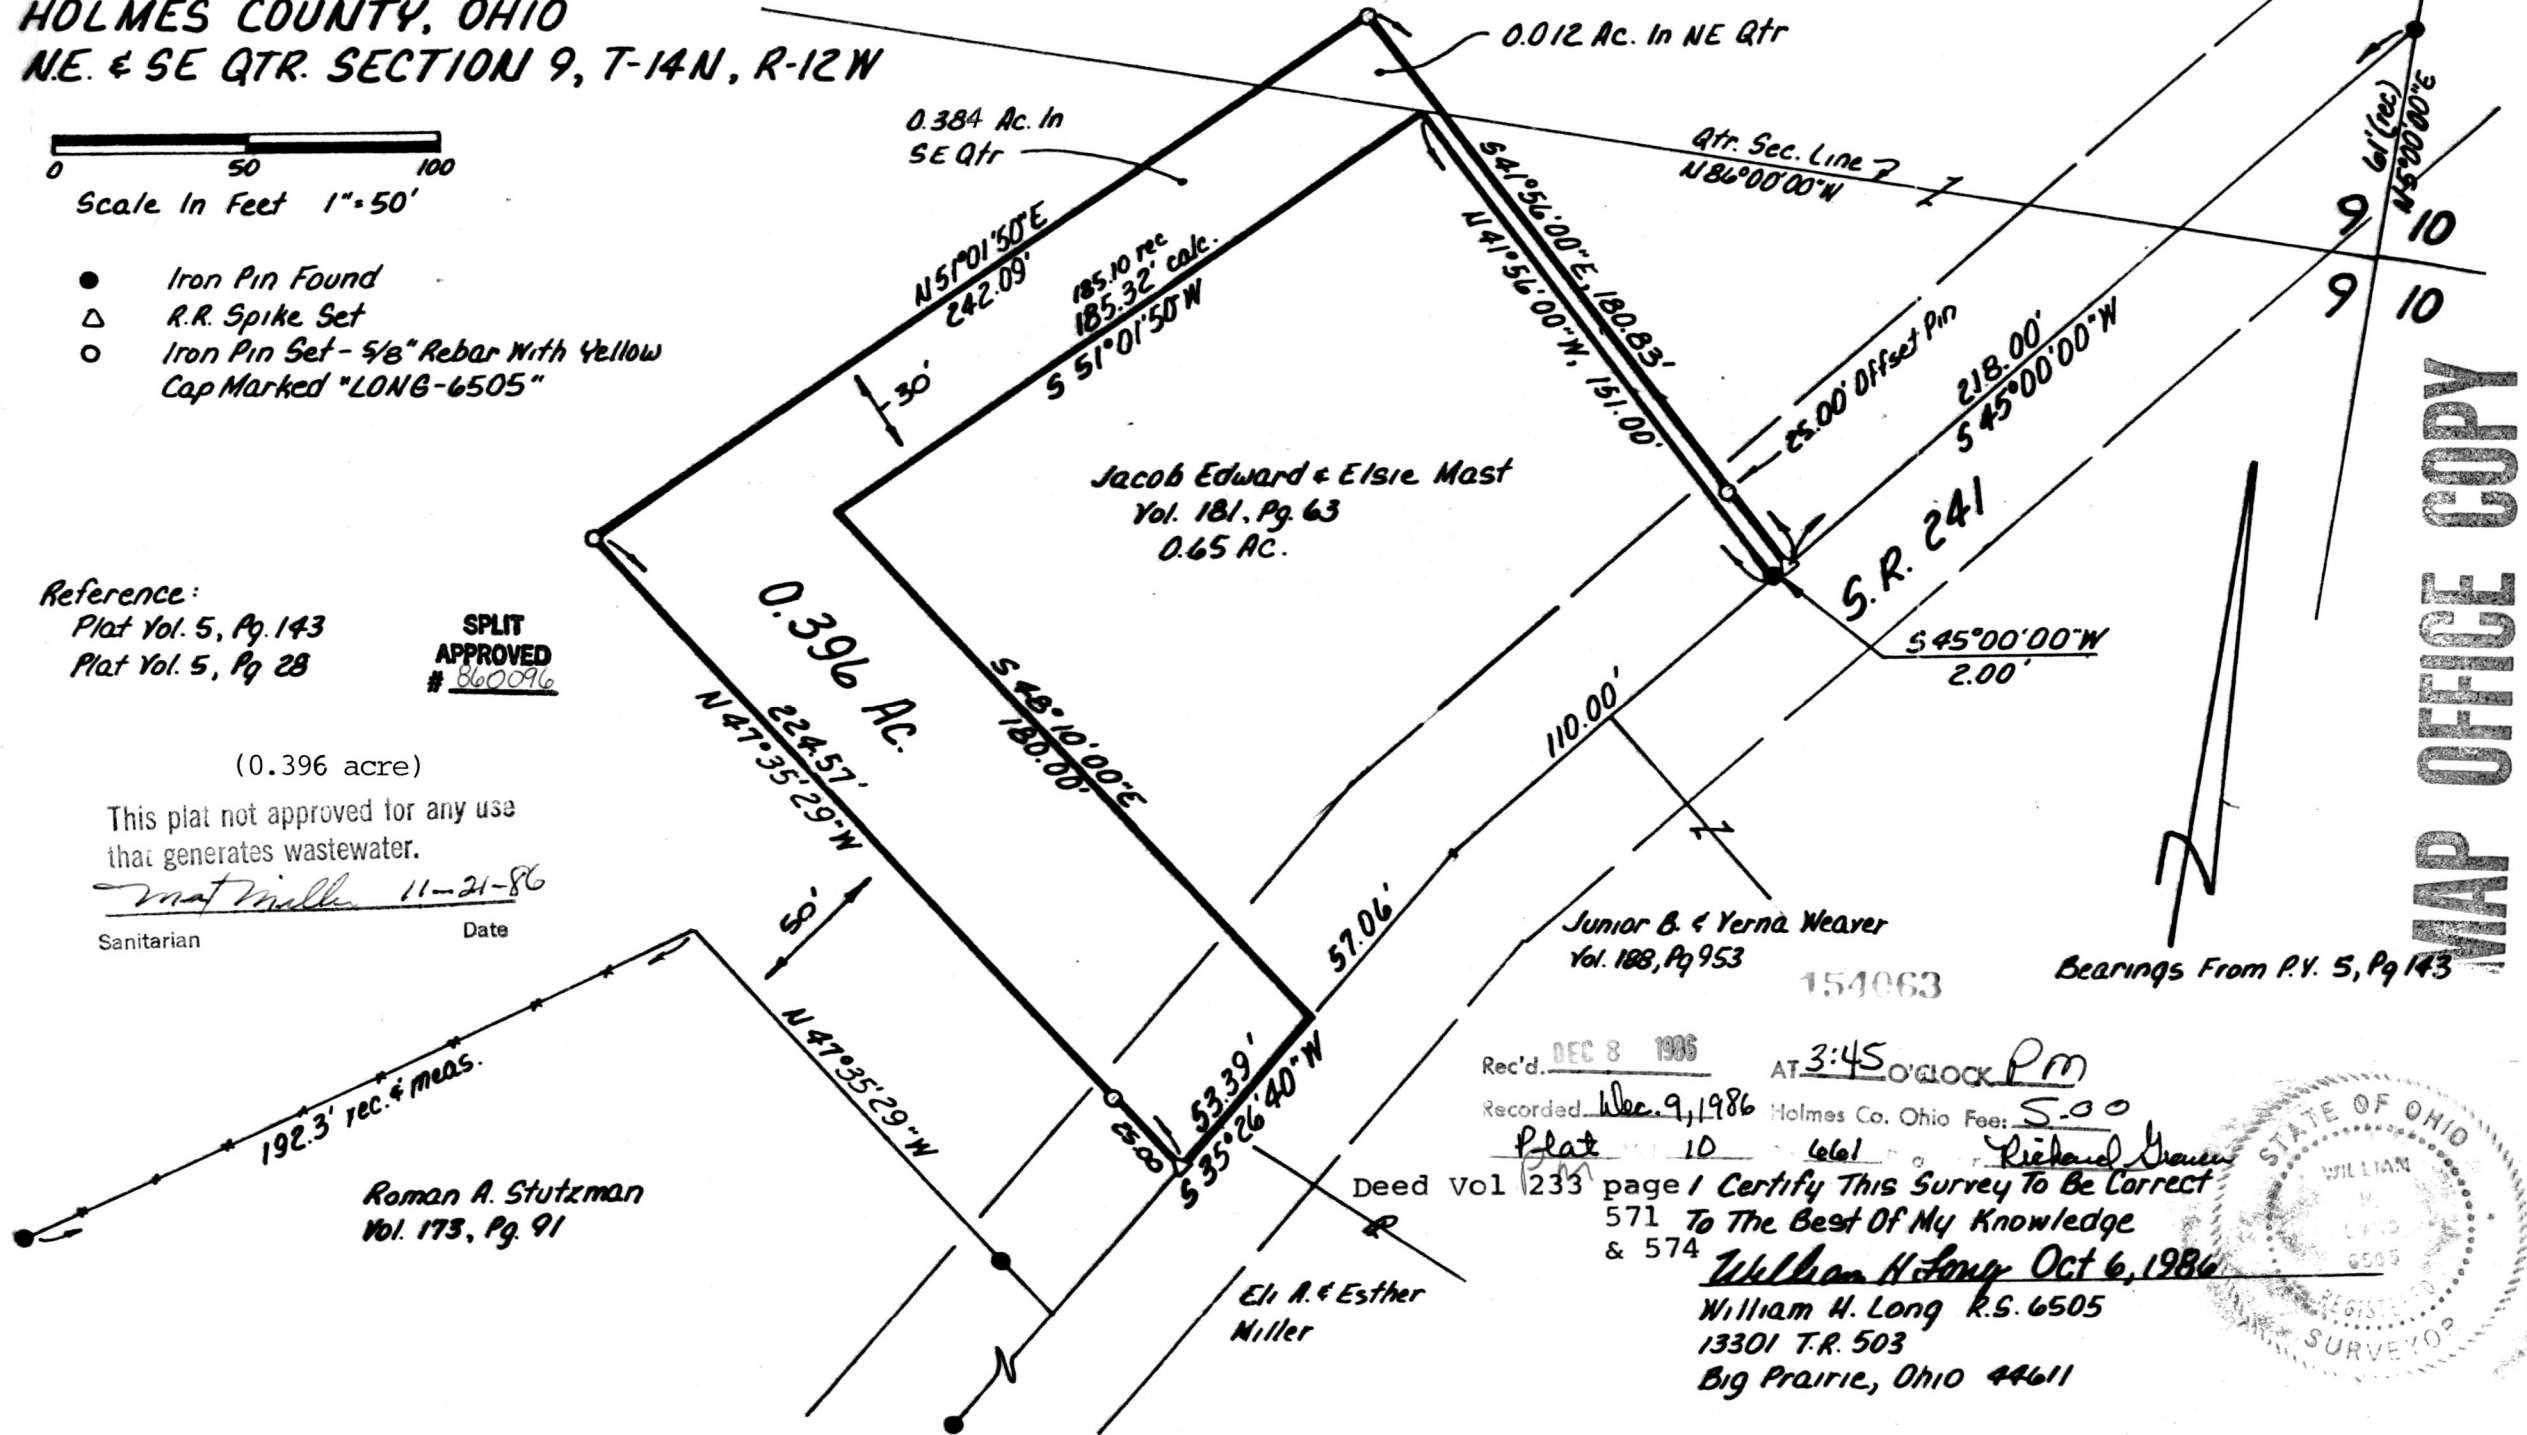 HOLMES COUNTY, OHIO
N.E. & SE QTR. SECTION 9, T-14N, R-12W
0 50 100
Scale In Feet 1"=50'
Iron Pin Found
R.R. Spike Set
Iron Pin Set - 5/8" Rebar With Yellow
Cap Marked "LONG-6505"
0.012 Ac. In NE Qtr
0.384 Ac. In
SE Qtr
Qtr. Sec. Line
N86°00'00"W
61' (rec)
N5°00'00"E
9 10
9 10
N51°01'50"E
242.09'
185.10 rec
185.32' calc.
S 51°01'50"W
30'
S41°56'00"E, 180.83'
N41°56'00"W, 151.00'
25.00' Offset Pin
218.00'
S 45°00'00"W
S.R. 241
S 45°00'00"W
2.00'
Jacob Edward & Elsie Mast
Vol. 181, Pg. 63
0.65 AC.
Reference:
Plat Vol. 5, Pg. 143
Plat Vol. 5, Pg 28
SPLIT
APPROVED
# 860096
0.396 AC.
S 48°10'00"E
180.00'
224.57'
N47°35'29"W
110.00'
57.06'
50'
(0.396 acre)
This plat not approved for any use
that generates wastewater.
11-21-86
Sanitarian Date
N47°35'29"W
192.3' rec. & meas.
Roman A. Stutzman
Vol. 173, Pg. 91
25.00
53.39'
S 35°26'40"W
Eli A. & Esther
Miller
Junior B. & Verna Weaver
Vol. 188, Pg 953
154063
N
Bearings From P.V. 5, Pg 143
MAP OFFICE COPY
Rec'd. DEC 8 1986 AT 3:45 O'CLOCK PM
Recorded Dec. 9, 1986 Holmes Co. Ohio Fee: 5.00
Plat 10 661 Richard
Deed Vol 233 page
571
& 574
I Certify This Survey To Be Correct
To The Best Of My Knowledge
William H Long Oct 6, 1986
William H. Long R.S. 6505
13301 T.R. 503
Big Prairie, Ohio 44611
STATE OF OHIO
WILLIAM
6505
REGISTERED
SURVEYOR